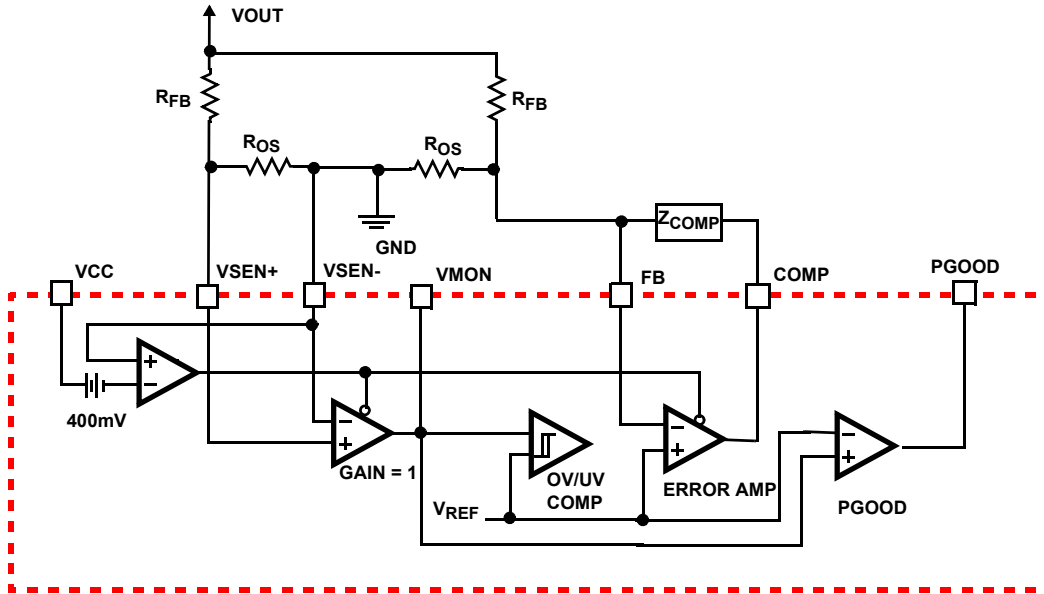 VOUT
RFB
RFB
ROS
ROS
ZCOMP
GND
VCC
VSEN+
VSEN-
VMON
FB
COMP
PGOOD
+
−
400mV
−
+
GAIN = 1
OV/UV
COMP
−
+
ERROR AMP
−
+
PGOOD
VREF